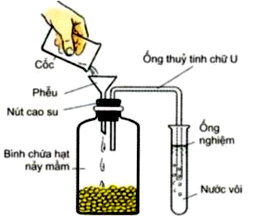 Cốc
Ống thuỷ tinh chữ U
Phễu
Nút cao su
Ống
nghiệm
Bình chứa hạt
nảy mầm
Nước vôi